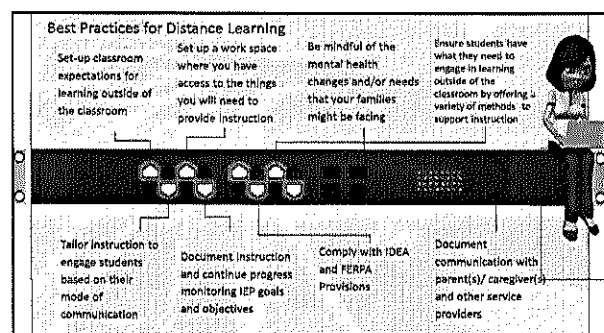 Best Practices for Distance Learning
Set-up classroom
expectations for
learning outside of
the classroom
Set up a work space
where you have
access to the things
you will need to
provide instruction
Be mindful of the
mental health
changes and/or needs
that your families
might be facing
Ensure students have
what they need to
engage in learning
outside of the
classroom by offering a
variety of methods to
support instruction
Tailor instruction to
engage students
based on their
mode of
communication
Document instruction
and continue progress
monitoring IEP goals
and objectives
Comply with IDEA
and FERPA
Provisions
Document
communication with
parent(s)/ caregiver(s)
and other service
providers